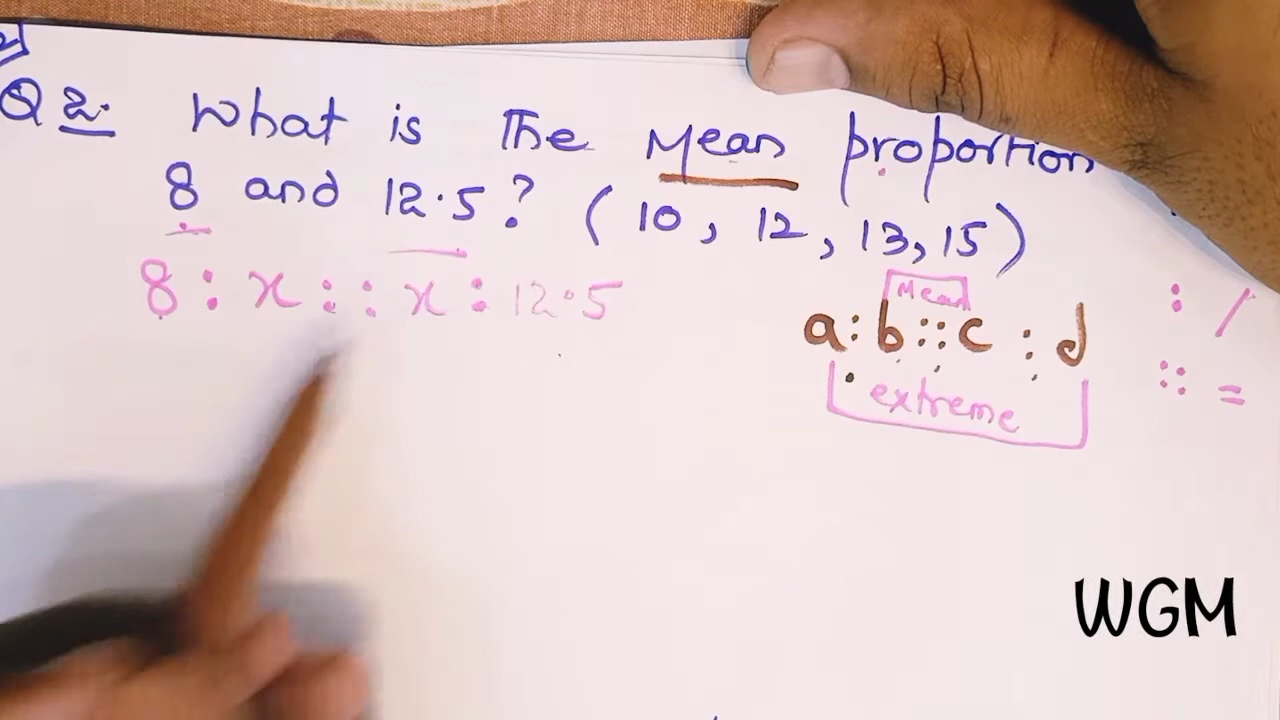 Q 2. What is The Mean proportion
8 and 12.5? (10, 12, 13, 15)
8 : x :: x : 12.5
Mean
a : b :: c : d
extreme
: /
:: =
WGM